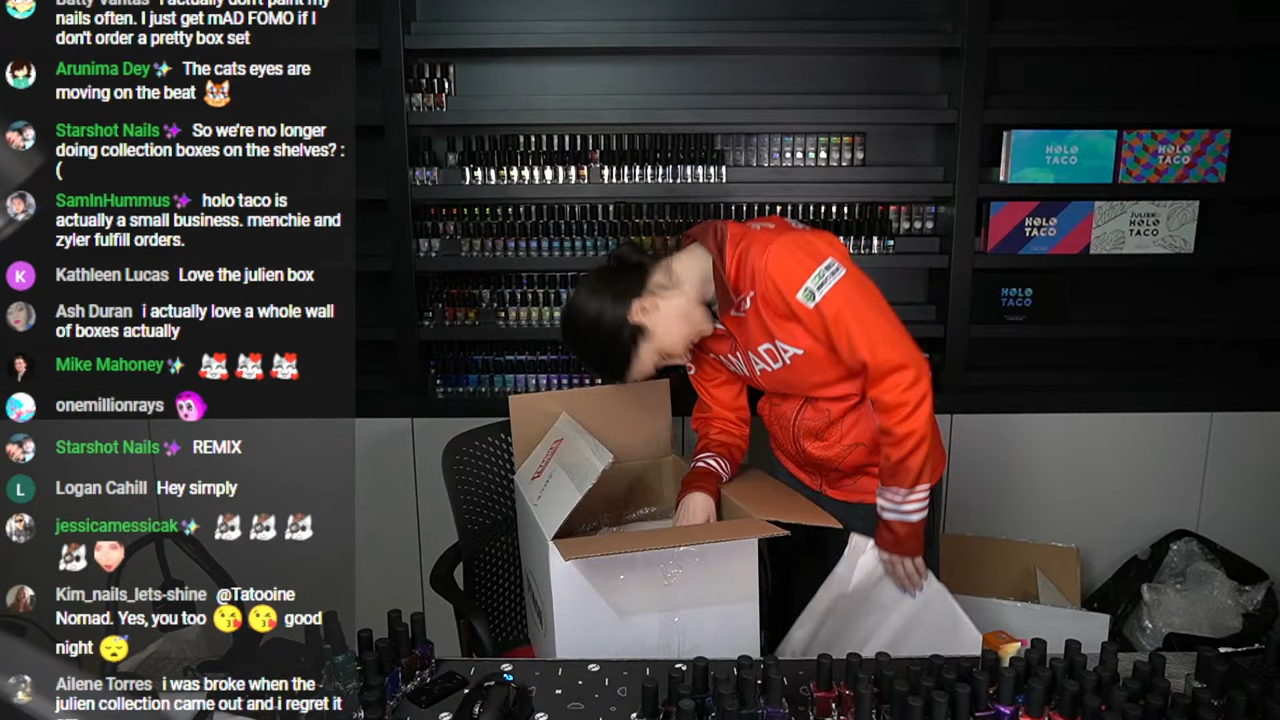 Betty Vanitas I actually don't paint my
nails often. I just get mAD FOMO if I
don't order a pretty box set
Arunima Dey The cats eyes are
moving on the beat
Starshot Nails So we're no longer
doing collection boxes on the shelves? :
(
SamInHummus holo taco is
actually a small business. menchie and
zyler fulfill orders.
K Kathleen Lucas Love the julien box
Ash Duran i actually love a whole wall
of boxes actually
Mike Mahoney
onemillionrays
Starshot Nails REMIX
L Logan Cahill Hey simply
jessicamessicak
Kim_nails_lets-shine @Tatooine
Nomad. Yes, you too good
night
Ailene Torres i was broke when the
julien collection came out and i regret it
HOLO
TACO
HOLO
TACO
HOLO
TACO
JULIEN
HOLO
TACO
HOLO
TACO
CANADA
FRAGILE